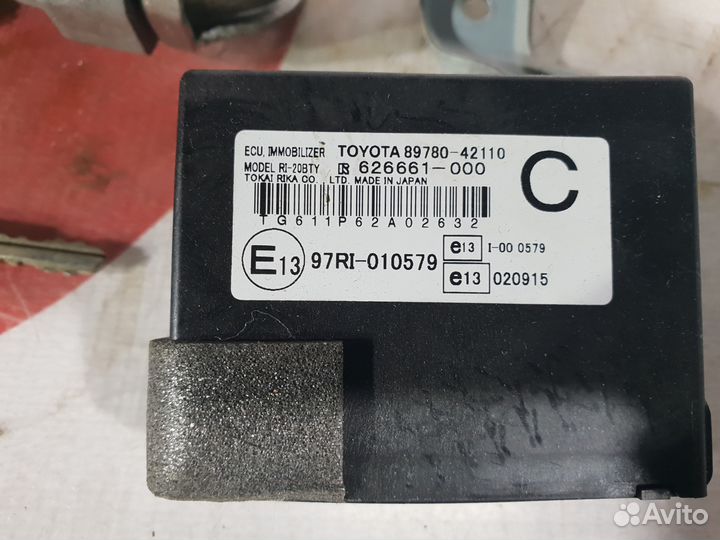 ECU, IMMOBILIZER TOYOTA 89780-42110
MODEL RI-20BTY R 626661-000
TOKAI RIKA CO., LTD. MADE IN JAPAN
C
TG611P62A02632
E13 97RI-010579
e13 I-00 0579
e13 020915
Avito